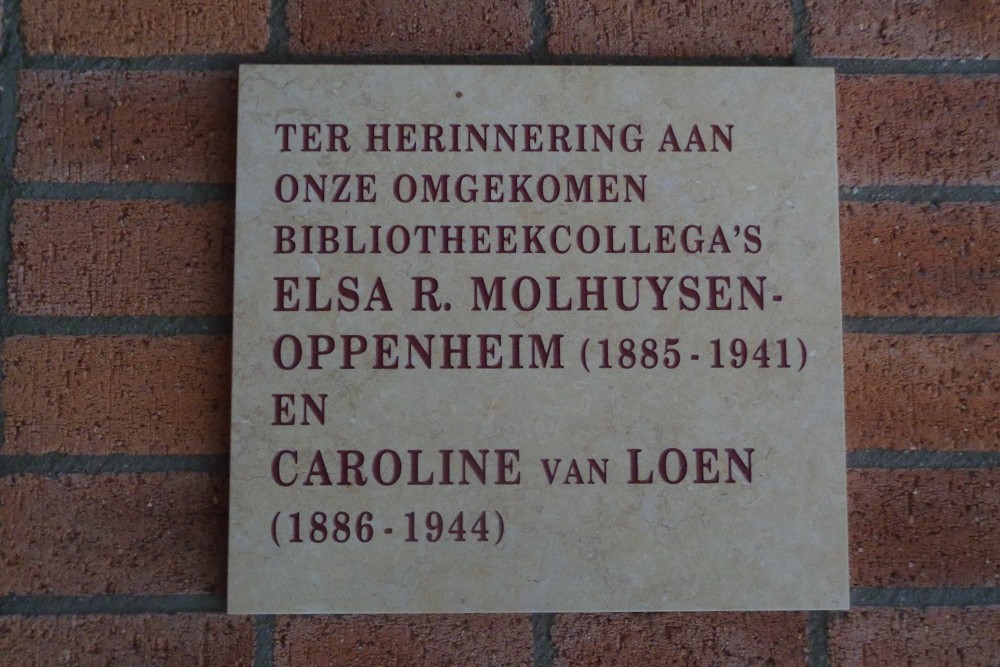 TER HERINNERING AAN
ONZE OMGEKOMEN
BIBLIOTHEEKCOLLEGA'S
ELSA R. MOLHUYSEN-
OPPENHEIM (1885-1941)
EN
CAROLINE VAN LOEN
(1886-1944)